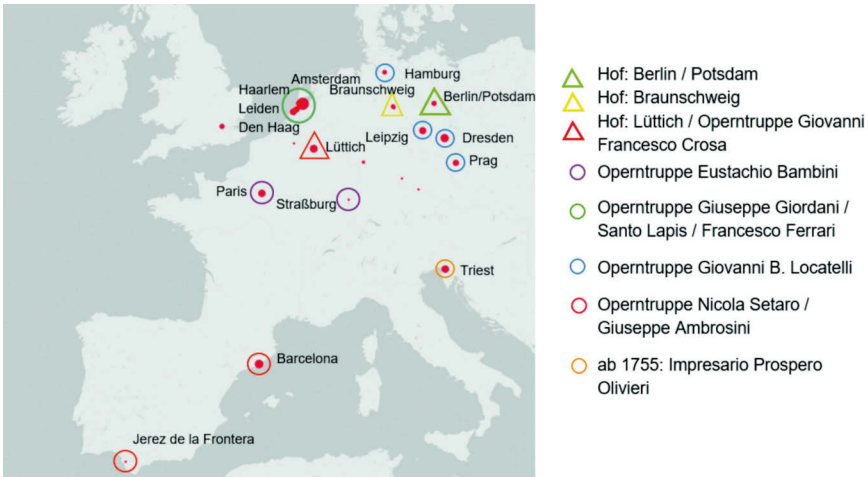 Hamburg
Amsterdam
Haarlem
Braunschweig
Leiden
Berlin/Potsdam
Den Haag
Leipzig
Dresden
Lüttich
Prag
Paris
Straßburg
Triest
Barcelona
Jerez de la Frontera
Hof: Berlin / Potsdam
Hof: Braunschweig
Hof: Lüttich / Operntruppe Giovanni
Francesco Crosa
Operntruppe Eustachio Bambini
Operntruppe Giuseppe Giordani /
Santo Lapis / Francesco Ferrari
Operntruppe Giovanni B. Locatelli
Operntruppe Nicola Setaro /
Giuseppe Ambrosini
ab 1755: Impresario Prospero
Olivieri